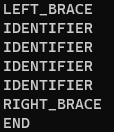 LEFT_BRACE
IDENTIFIER
IDENTIFIER
IDENTIFIER
IDENTIFIER
RIGHT_BRACE
END